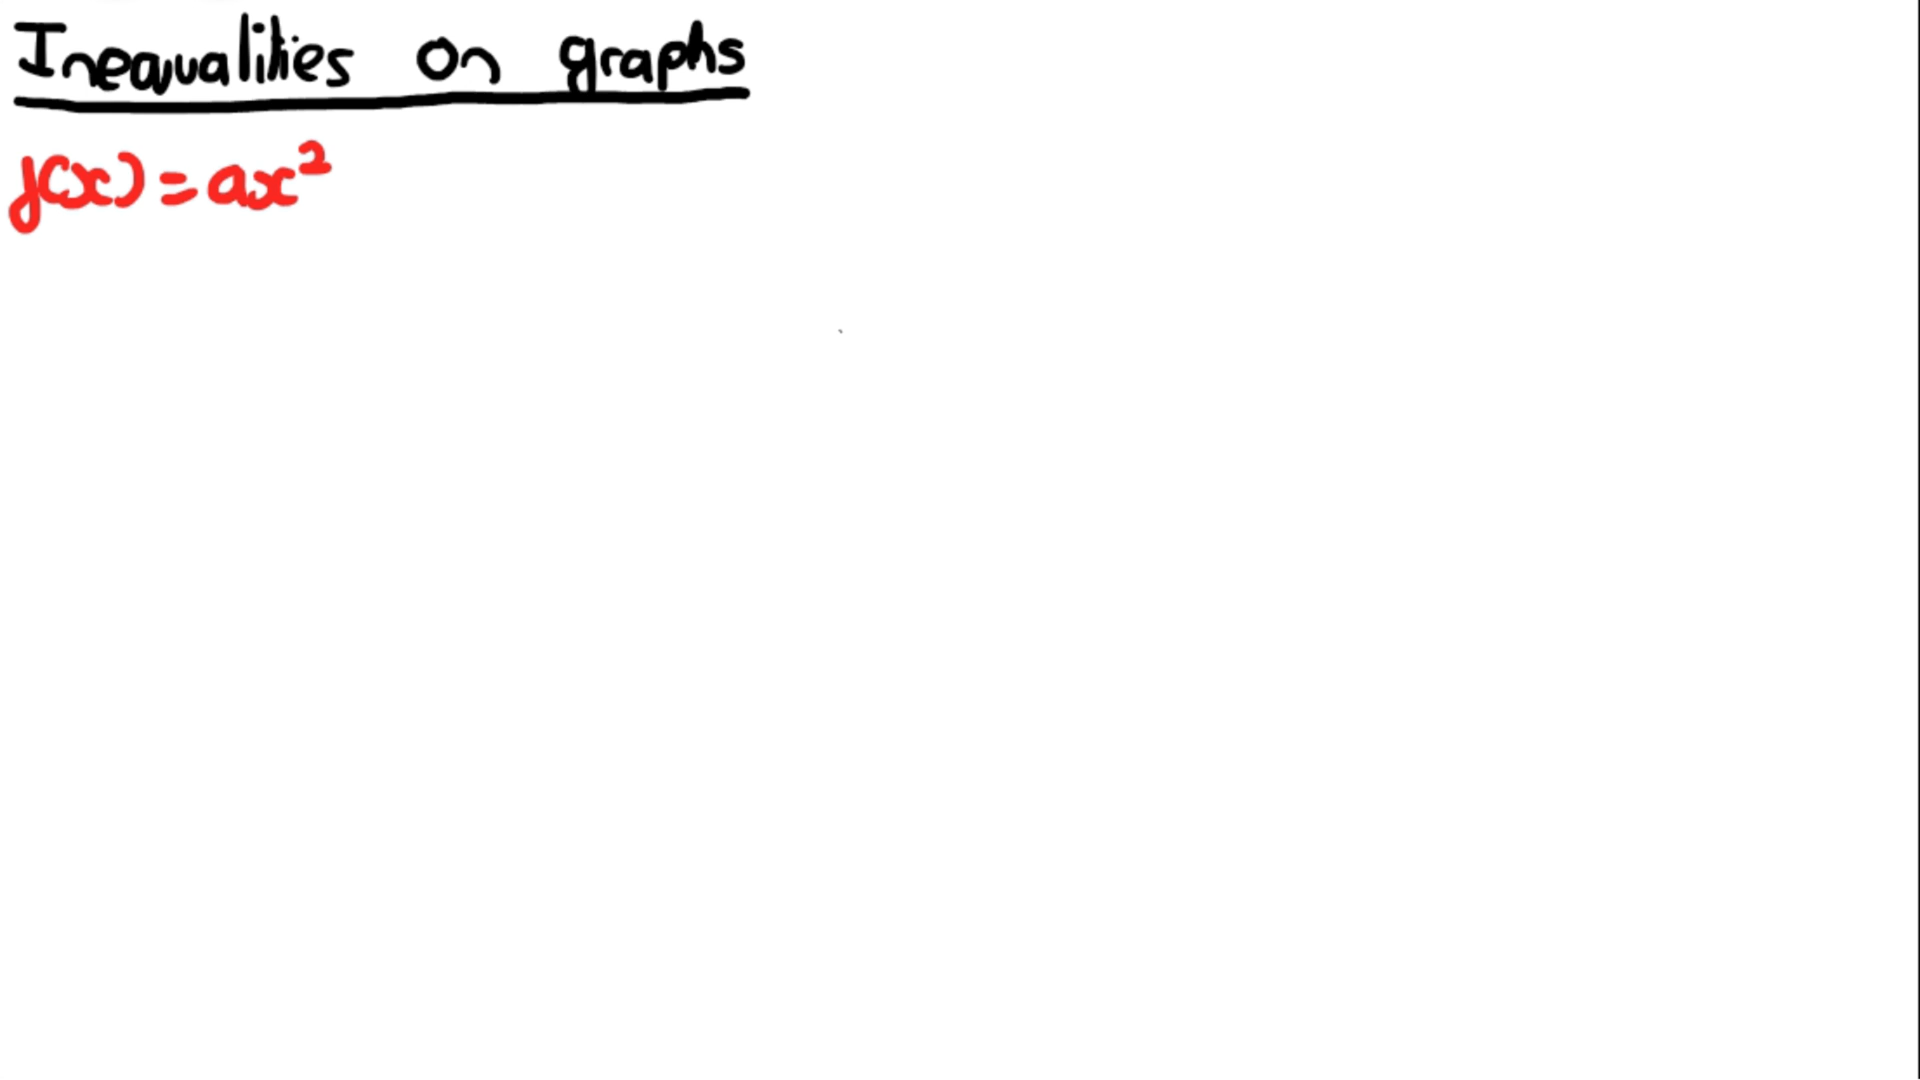 Inequalities on graphs
f(x) = ax²